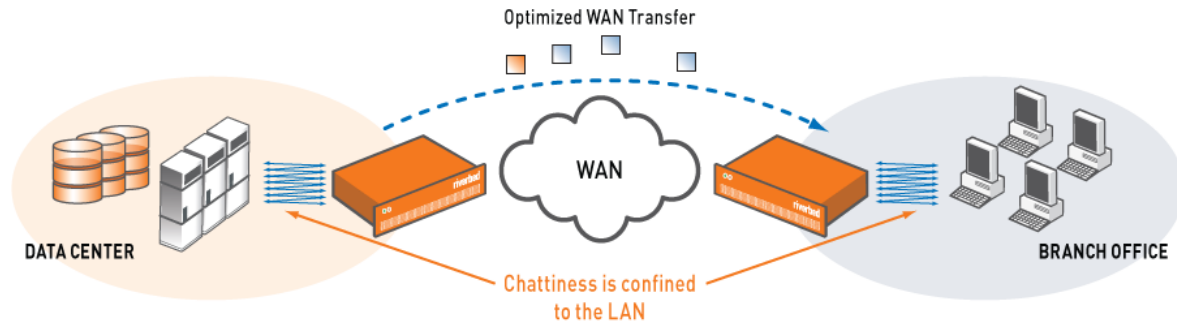 Optimized WAN Transfer
WAN
riverbed
riverbed
DATA CENTER
BRANCH OFFICE
Chattiness is confined
to the LAN